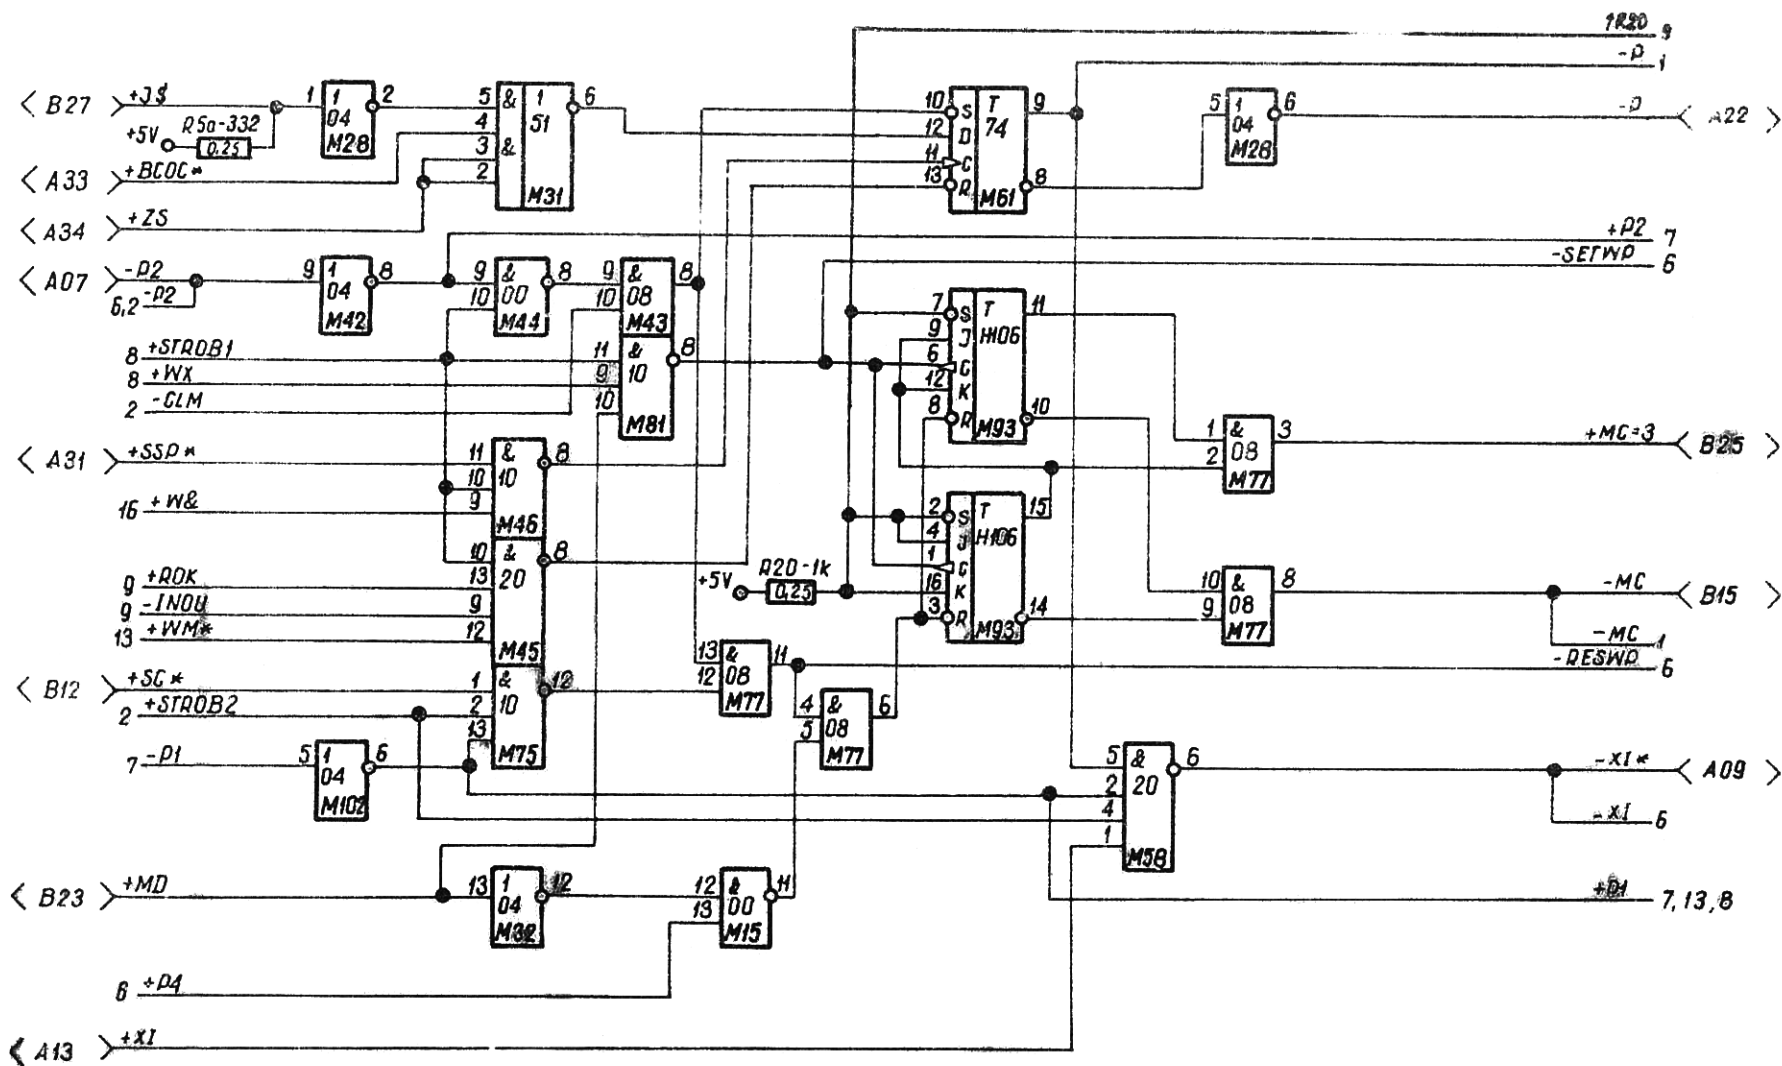 1R20 9
-P 1
B27 +J$ 1 1 04 M28 2
R5a-332 +5V 0.25
5 4 3 2 & & 1 51 M31 6
A33 +BCOC*
A34 +ZS
10 12 11 13 S D C R T 74 M61 9 8
5 1 04 M28 6 -P A22
+P2 7
-SETWP 6
A07 -P2
6,2 -P2
9 1 04 M42 8
9 10 & 00 M44 8
9 10 & 08 M43 8
8 +STROB1
8 +WX
2 -CLM
11 9 10 & 10 M81 8
7 9 6 12 8 S J C K R T H106 M93 11 10
1 2 & 08 M77 3 +MC=3 B25
A31 +SSP*
16 +W&
11 10 9 & 10 M46 8
2 4 1 16 3 S J C K R T H106 M93 15 14
+5V R20-1k 0,25
9 +ROK
9 -INOU
13 +WM*
10 13 9 12 & 20 M45 8
10 9 & 08 M77 8 -MC B15
-MC 1
-RESWP 6
B12 +SC*
2 +STROB2
1 2 13 & 10 M75 12
13 12 & 08 M77 11
4 5 & 08 M77 6
7 -P1 5 1 04 M102 6
5 2 4 1 & 20 M58 6 -XI* A09
-XI 6
B23 +MD 13 1 04 M32 12
12 13 & 00 M15 11
+P1 7,13,8
6 +P4
A13 +XI